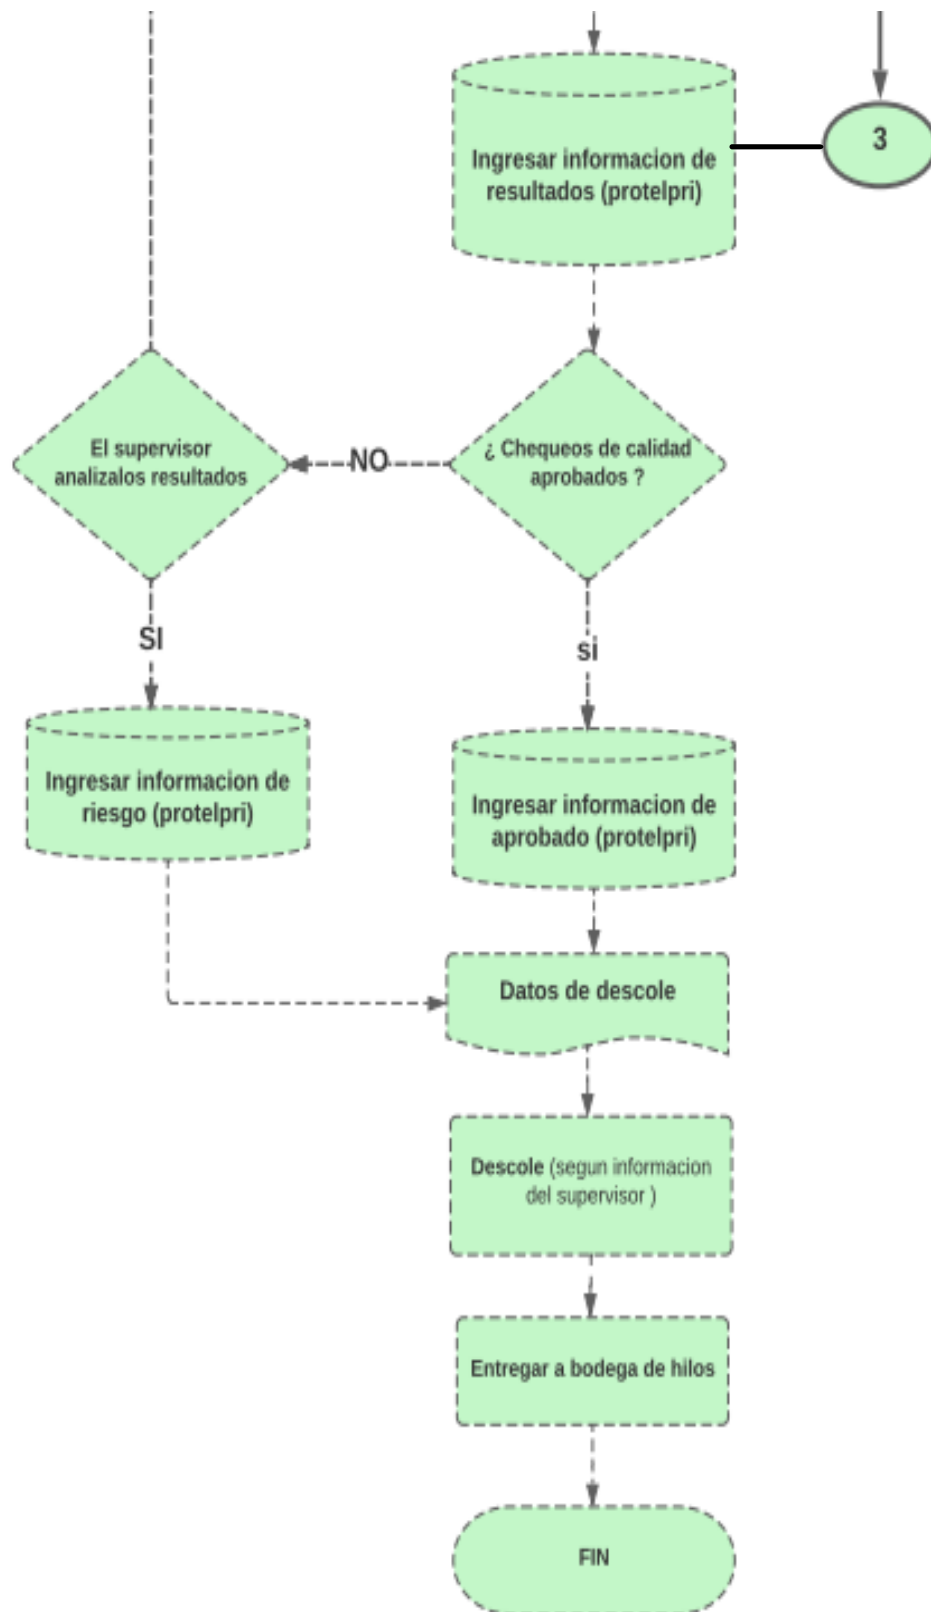 3
Ingresar informacion de
resultados (protelpri)
El supervisor
analizalos resultados
NO
¿ Chequeos de calidad
aprobados ?
SI
si
Ingresar informacion de
riesgo (protelpri)
Ingresar informacion de
aprobado (protelpri)
Datos de descole
Descole (segun informacion
del supervisor )
Entregar a bodega de hilos
FIN